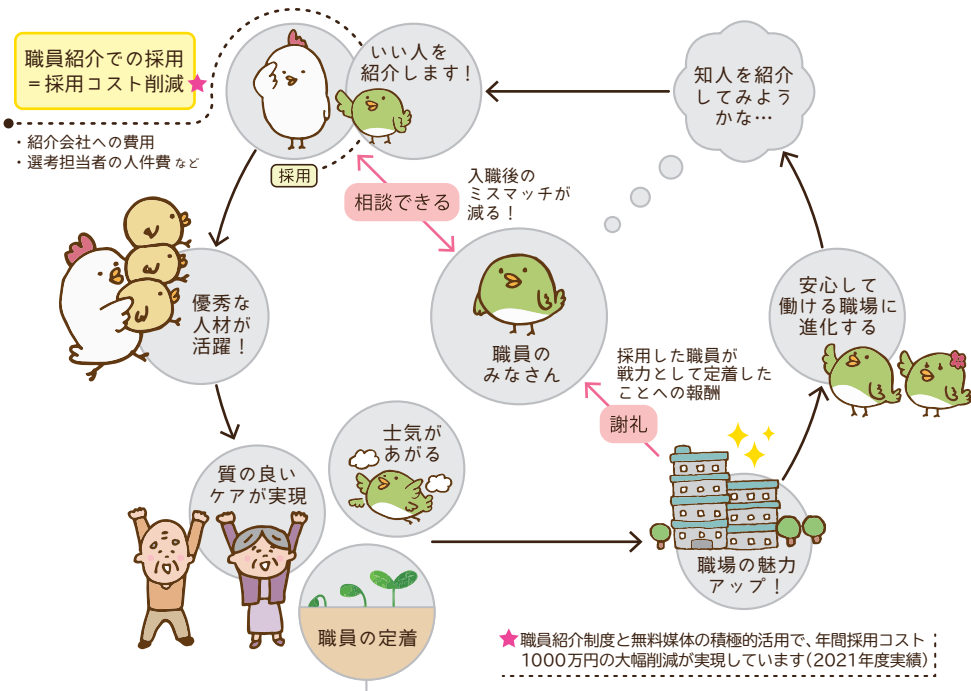 職員紹介での採用
＝採用コスト削減★
・紹介会社への費用
・選考担当者の人件費 など
いい人を
紹介します！
採用
知人を紹介
してみよう
かな…
相談できる
入職後の
ミスマッチが
減る！
優秀な
人材が
活躍！
職員の
みなさん
安心して
働ける職場に
進化する
採用した職員が
戦力として定着した
ことへの報酬
謝礼
士気が
あがる
質の良い
ケアが実現
職場の魅力
アップ！
職員の定着
★職員紹介制度と無料媒体の積極的活用で、年間採用コスト
1000万円の大幅削減が実現しています（2021年度実績）